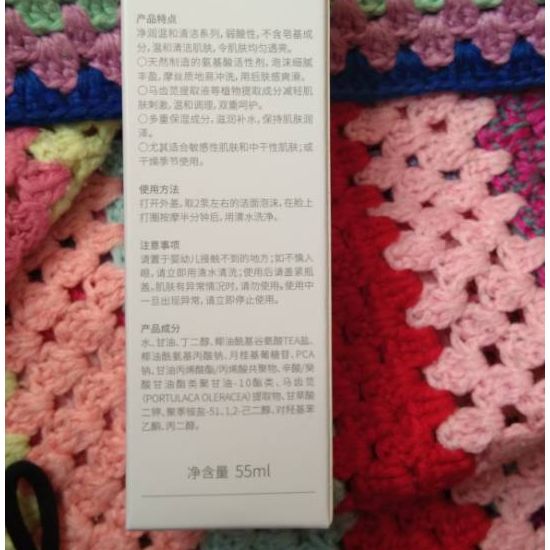 产品特点
净润温和清洁系列，弱酸性，不含皂基成
分，温和清洁肌肤，令肌肤均匀透亮。
○天然制造的氨基酸活性剂，泡沫细腻
丰盈，摩丝质地易冲洗，用后肤感爽滑。
○马齿苋提取液等植物提取成分减轻肌
肤刺激，温和调理，双重呵护。
○多重保湿成分，滋润补水，保持肌肤润
泽。
○尤其适合敏感性肌肤和中干性肌肤；或
干燥季节使用。
使用方法
打开外盖，取2泵左右的洁面泡沫，在脸上
打圈按摩半分钟后，用清水洗净。
注意事项
请置于婴幼儿接触不到的地方；如不慎入
眼，请立即用清水清洗；使用后请盖紧瓶
盖。肌肤有异常情况时，请勿使用。使用中
一旦出现异常，请立即停止使用。
产品成分
水、甘油、丁二醇、椰油酰基谷氨酸TEA盐、
椰油酰氨基丙酸钠、月桂基葡糖苷、PCA
钠、甘油丙烯酸酯/丙烯酸共聚物、辛酸/癸
酸甘油酯类聚甘油-10酯类、马齿苋
(PORTULACA OLERACEA)提取物、甘草酸
二钾、聚季铵盐-51、1,2-己二醇、对羟基苯
乙酮、丙二醇。
净含量 55ml